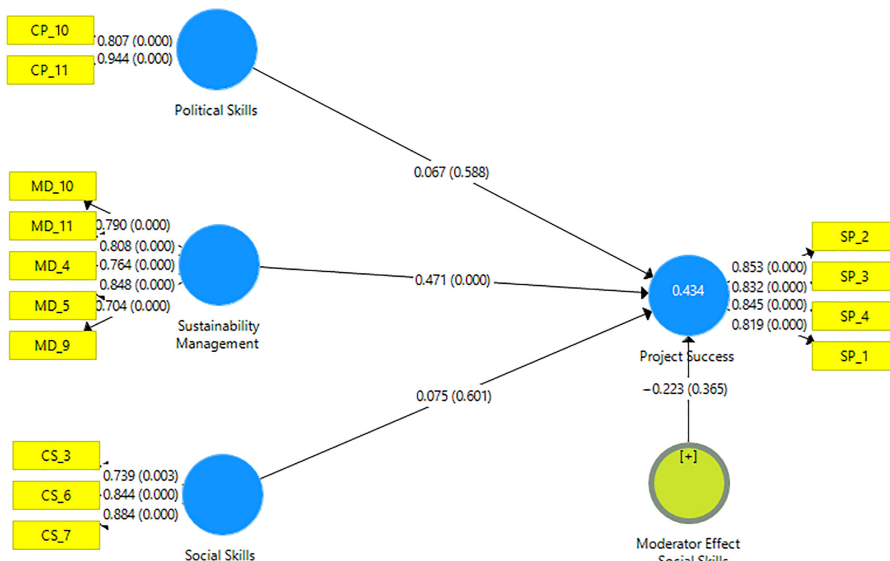 CP_10
CP_11
0.807 (0.000)
0.944 (0.000)
Political Skills
0.067 (0.588)
MD_10
MD_11
MD_4
MD_5
MD_9
0.790 (0.000)
0.808 (0.000)
0.764 (0.000)
0.848 (0.000)
0.704 (0.000)
Sustainability
Management
0.471 (0.000)
0.434
Project Success
0.853 (0.000)
0.832 (0.000)
0.845 (0.000)
0.819 (0.000)
SP_2
SP_3
SP_4
SP_1
0.075 (0.601)
−0.223 (0.365)
CS_3
CS_6
CS_7
0.739 (0.003)
0.844 (0.000)
0.884 (0.000)
Social Skills
[+]
Moderator Effect
Social Skills